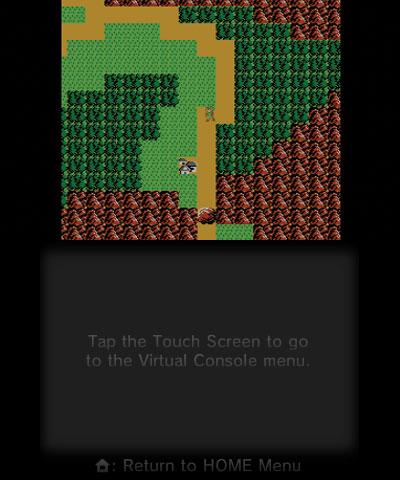 Tap the Touch Screen to go
to the Virtual Console menu.
: Return to HOME Menu